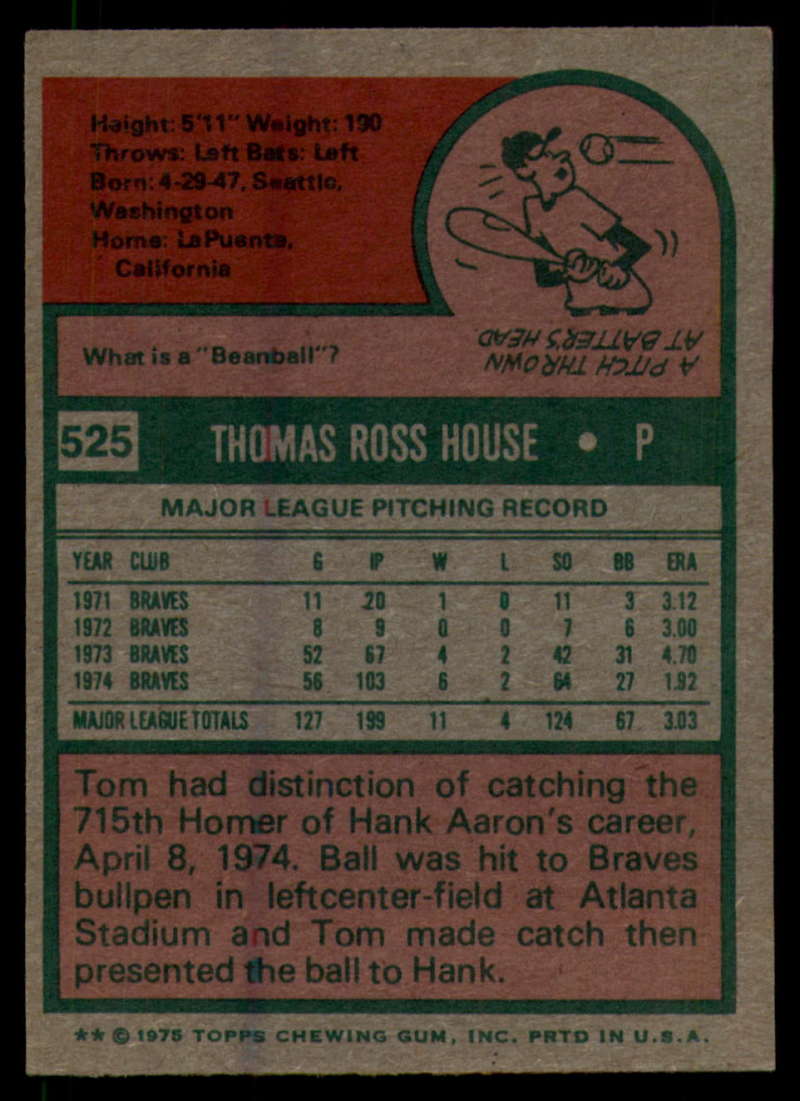 Height: 5'11" Weight: 190
Throws: Left Bats: Left
Born: 4-29-47, Seattle,
Washington
Home: LaPuente,
California
What is a "Beanball"?
A PITCH THROWN
AT BATTER'S HEAD
525 THOMAS ROSS HOUSE • P
MAJOR LEAGUE PITCHING RECORD
YEAR CLUB G IP W L SO BB ERA
1971 BRAVES 11 20 1 0 11 3 3.12
1972 BRAVES 8 9 0 0 7 6 3.00
1973 BRAVES 52 67 4 2 42 31 4.70
1974 BRAVES 56 103 6 2 64 27 1.92
MAJOR LEAGUE TOTALS 127 199 11 4 124 67 3.03
Tom had distinction of catching the
715th Homer of Hank Aaron's career,
April 8, 1974. Ball was hit to Braves
bullpen in leftcenter-field at Atlanta
Stadium and Tom made catch then
presented the ball to Hank.
** © 1975 TOPPS CHEWING GUM, INC. PRTD IN U.S.A.